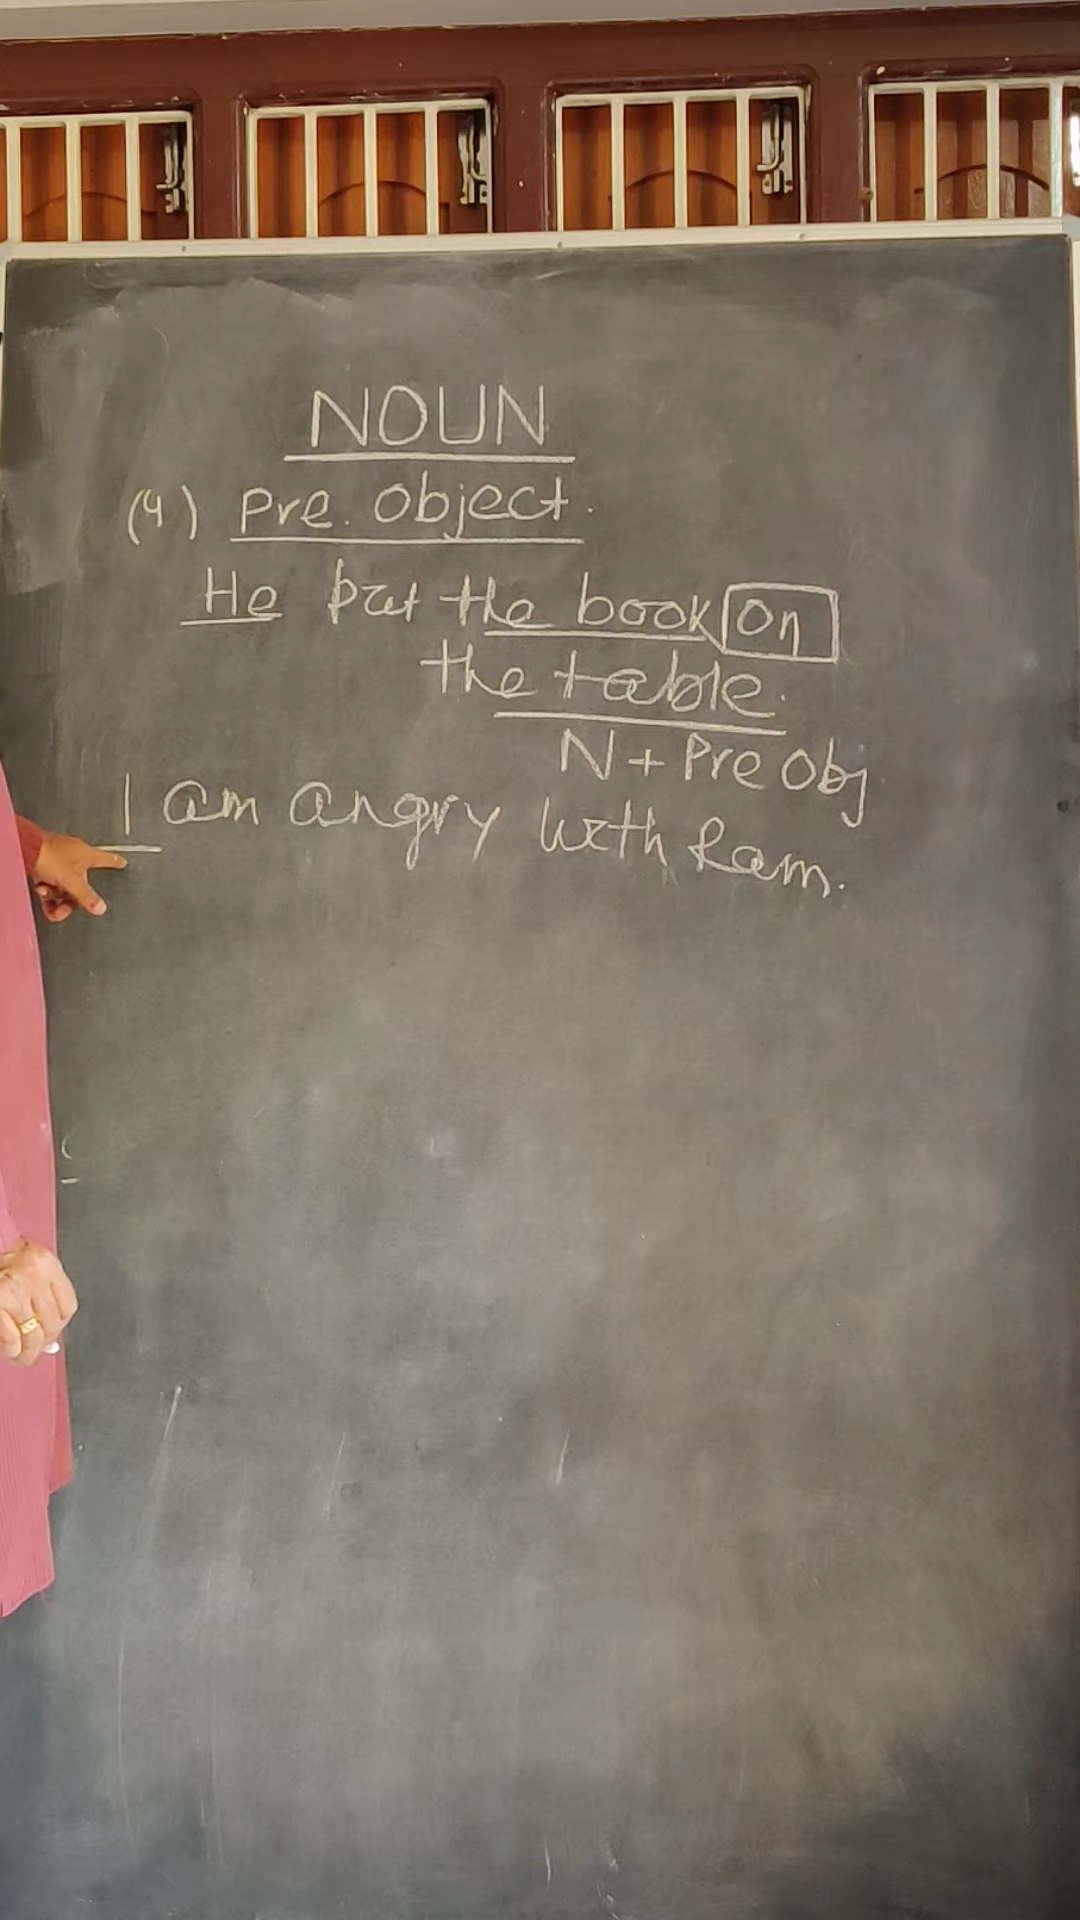 NOUN
(4) Pre. Object.
He put the book on
the table.
N + Pre Obj
I am angry with Ram.